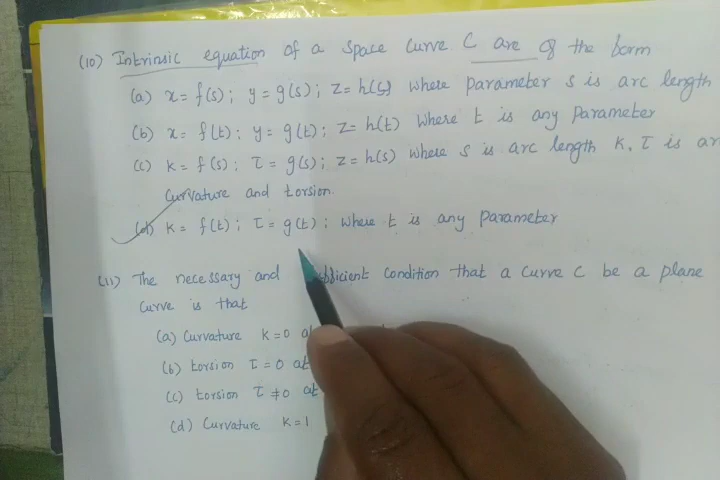 (10) Intrinsic equation of a space curve C are of the form
(a) x = f(s); y = g(s); z = h(s) where parameter s is arc length
(b) x = f(t); y = g(t); z = h(t) where t is any parameter
(c) k = f(s); τ = g(s); z = h(s) where s is arc length k, τ is
curvature and torsion.
(d) k = f(t); τ = g(t); where t is any parameter
(11) The necessary and condition that a curve C be a plane
curve is that
(a) Curvature k = 0
(b) torsion τ = 0 at
(c) torsion τ ≠ 0 at
(d) Curvature k = 1